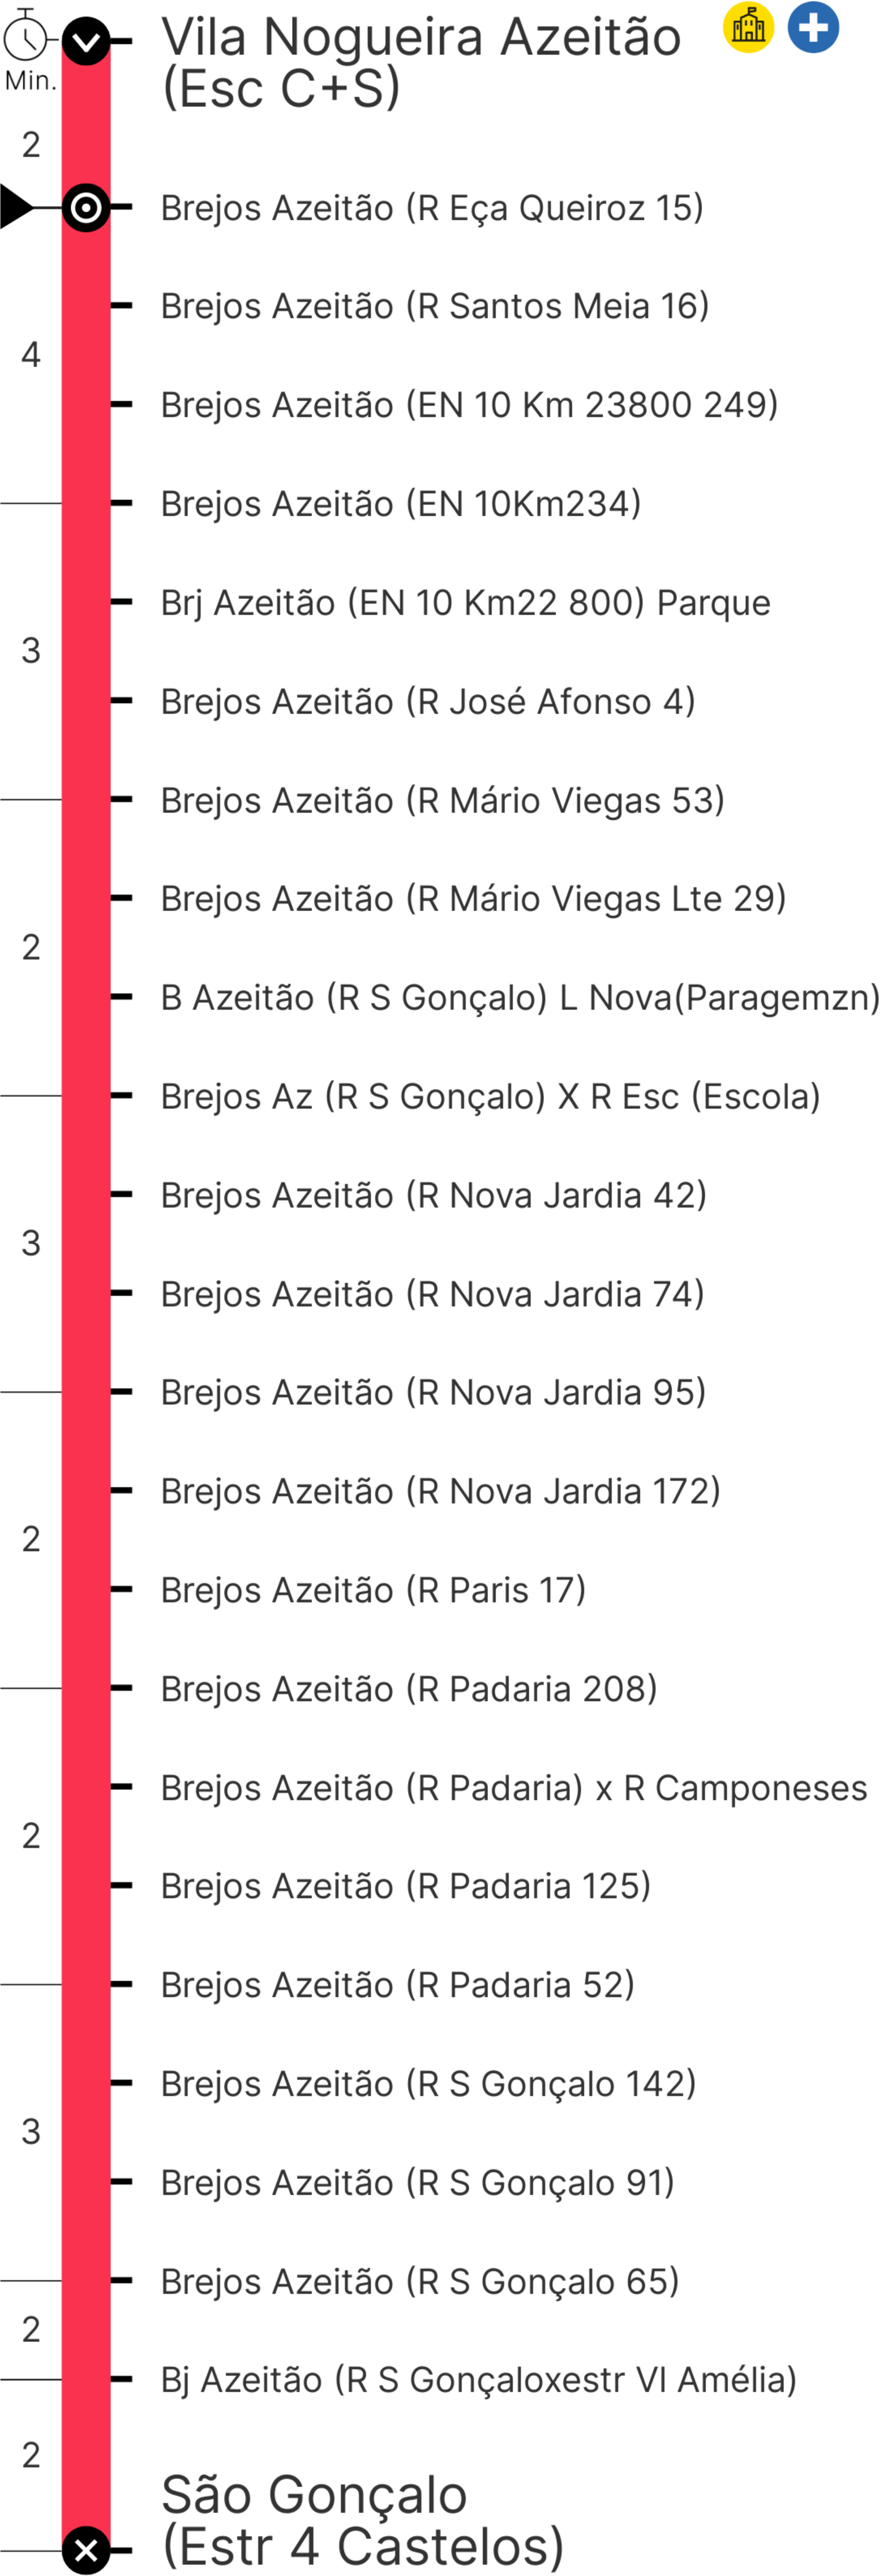 Vila Nogueira Azeitão
(Esc C+S)
Min.
2
Brejos Azeitão (R Eça Queiroz 15)
Brejos Azeitão (R Santos Meia 16)
4
Brejos Azeitão (EN 10 Km 23800 249)
Brejos Azeitão (EN 10Km234)
Brj Azeitão (EN 10 Km22 800) Parque
3
Brejos Azeitão (R José Afonso 4)
Brejos Azeitão (R Mário Viegas 53)
Brejos Azeitão (R Mário Viegas Lte 29)
2
B Azeitão (R S Gonçalo) L Nova(Paragemzn)
Brejos Az (R S Gonçalo) X R Esc (Escola)
Brejos Azeitão (R Nova Jardia 42)
3
Brejos Azeitão (R Nova Jardia 74)
Brejos Azeitão (R Nova Jardia 95)
Brejos Azeitão (R Nova Jardia 172)
2
Brejos Azeitão (R Paris 17)
Brejos Azeitão (R Padaria 208)
Brejos Azeitão (R Padaria) x R Camponeses
2
Brejos Azeitão (R Padaria 125)
Brejos Azeitão (R Padaria 52)
Brejos Azeitão (R S Gonçalo 142)
3
Brejos Azeitão (R S Gonçalo 91)
Brejos Azeitão (R S Gonçalo 65)
2
Bj Azeitão (R S Gonçaloxestr Vl Amélia)
2
São Gonçalo
(Estr 4 Castelos)